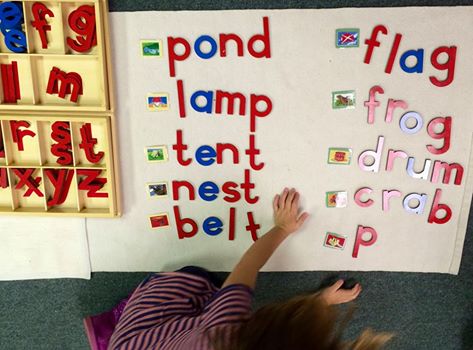 pond
lamp
tent
nest
belt
flag
frog
drum
crab
p